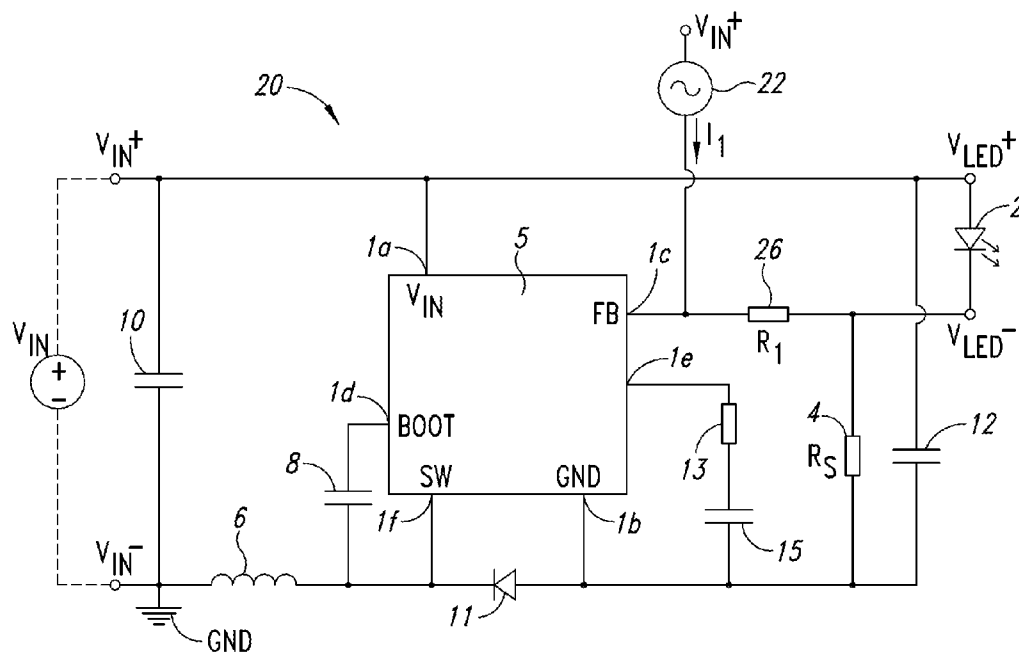 V_IN^+
20
22
I_1
V_IN^+
V_LED^+
2
1a
5
1c
26
V_IN
FB
R_1
V_LED^-
V_IN
+
-
10
1e
1d
BOOT
13
4
R_S
12
8
SW
GND
1f
1b
15
6
V_IN^-
11
GND